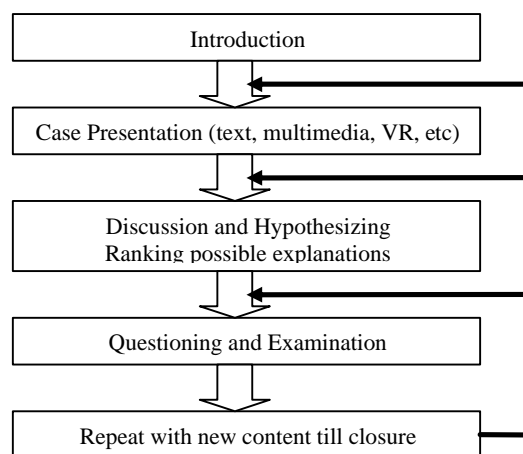 Introduction
Case Presentation (text, multimedia, VR, etc)
Discussion and Hypothesizing
Ranking possible explanations
Questioning and Examination
Repeat with new content till closure